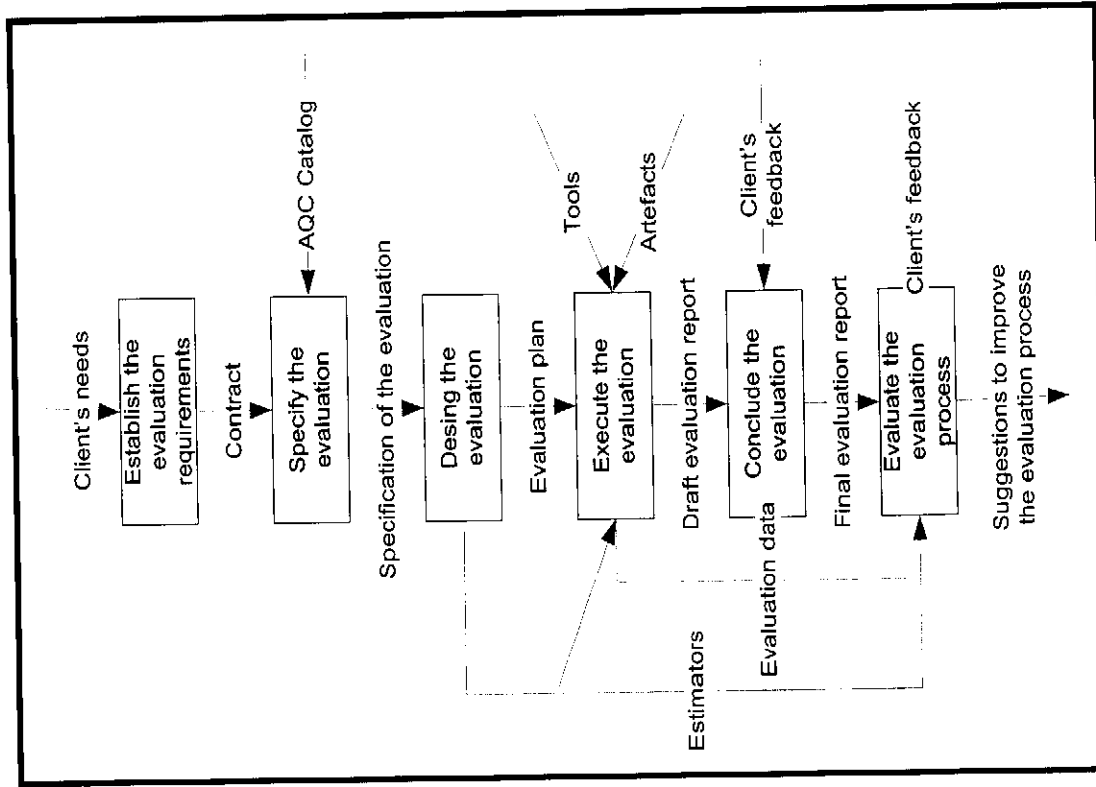 Client's needs
Establish the
evaluation
requirements
Contract
AQC Catalog
Specify the
evaluation
Specification of the evaluation
Desing the
evaluation
Evaluation plan
Tools
Artefacts
Execute the
evaluation
Draft evaluation report
Client's
feedback
Conclude the
evaluation
Evaluation data
Estimators
Final evaluation report
Evaluate the
evaluation
process
Client's feedback
Suggestions to improve
the evaluation process